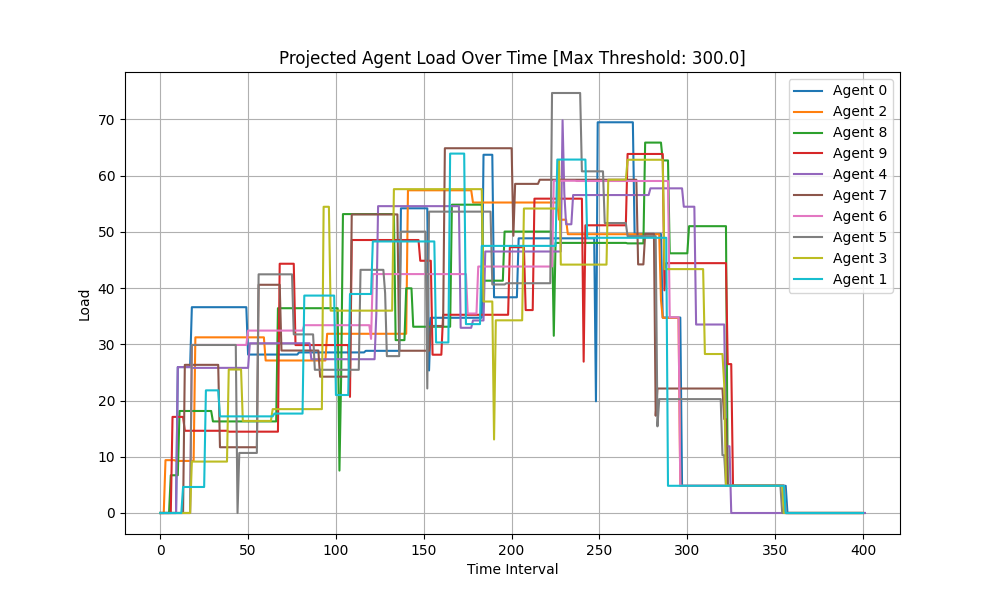 Projected Agent Load Over Time [Max Threshold: 300.0]
Load
70
60
50
40
30
20
10
0
0 50 100 150 200 250 300 350 400
Time Interval
Agent 0
Agent 2
Agent 8
Agent 9
Agent 4
Agent 7
Agent 6
Agent 5
Agent 3
Agent 1